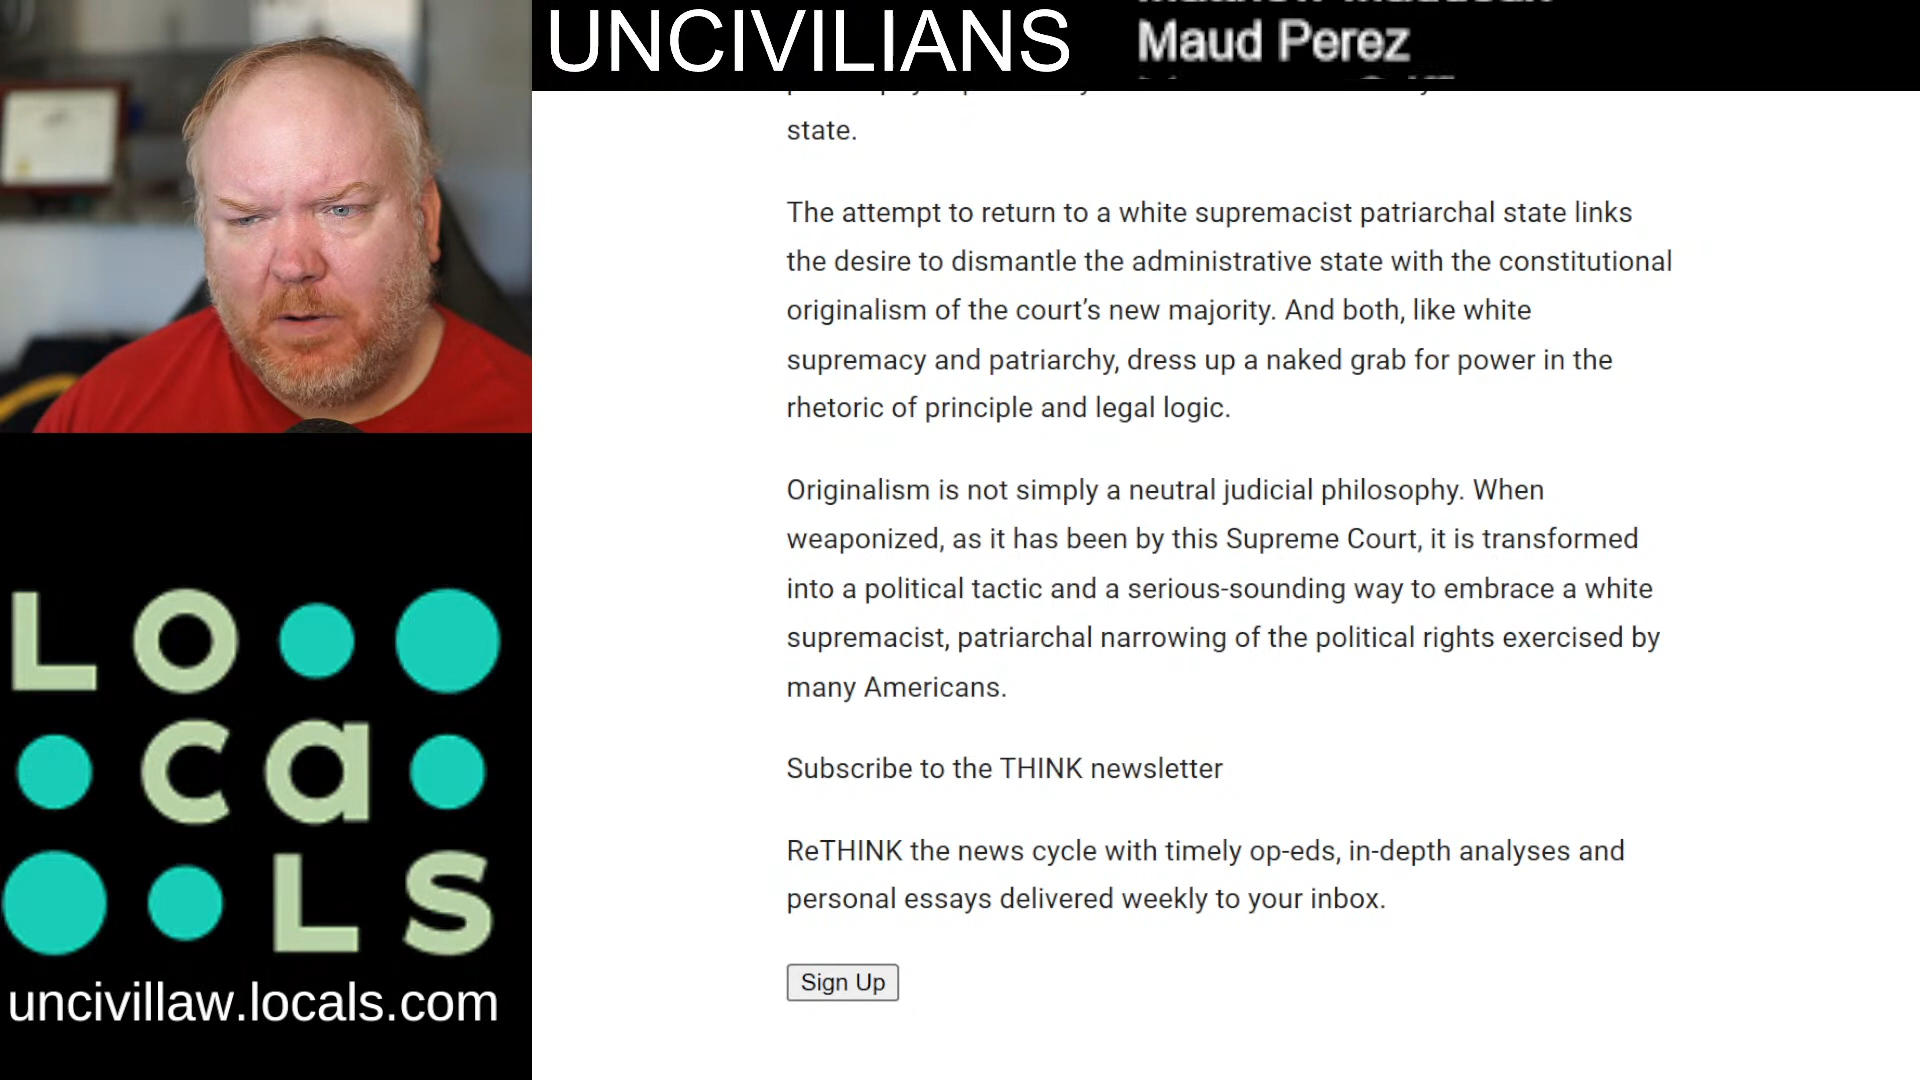 UNCIVILIANS
Maud Perez
state.
The attempt to return to a white supremacist patriarchal state links
the desire to dismantle the administrative state with the constitutional
originalism of the court’s new majority. And both, like white
supremacy and patriarchy, dress up a naked grab for power in the
rhetoric of principle and legal logic.
Originalism is not simply a neutral judicial philosophy. When
weaponized, as it has been by this Supreme Court, it is transformed
into a political tactic and a serious-sounding way to embrace a white
supremacist, patriarchal narrowing of the political rights exercised by
many Americans.
Subscribe to the THINK newsletter
ReTHINK the news cycle with timely op-eds, in-depth analyses and
personal essays delivered weekly to your inbox.
Sign Up
LO
ca
LS
uncivillaw.locals.com